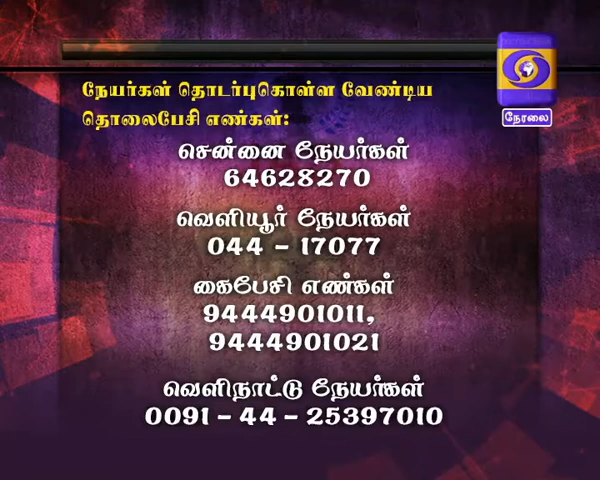 நேயர்கள் தொடர்புகொள்ள வேண்டிய
தொலைபேசி எண்கள்:
நேரலை
சென்னை நேயர்கள்
64628270
வெளியூர் நேயர்கள்
044 - 17077
கைபேசி எண்கள்
9444901011,
9444901021
வெளிநாட்டு நேயர்கள்
0091 - 44 - 25397010